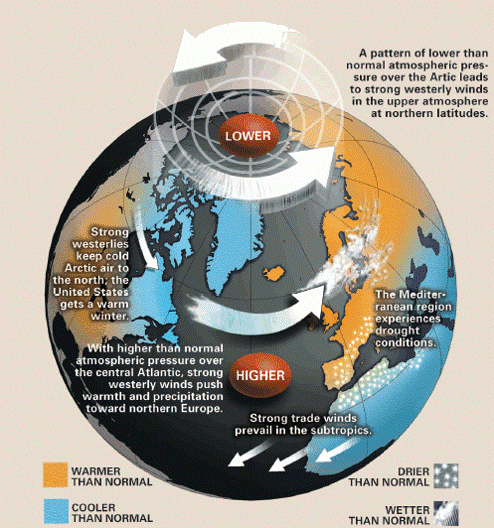 A pattern of lower than
normal atmospheric pres-
sure over the Artic leads
to strong westerly winds
in the upper atmosphere
at northern latitudes.
LOWER
Strong
westerlies
keep cold
Arctic air to
the north; the
United States
gets a warm
winter.
The Mediter-
ranean region
experiences
drought
conditions.
With higher than normal
atmospheric pressure over
the central Atlantic, strong
westerly winds push
warmth and precipitation
toward northern Europe.
HIGHER
Strong trade winds
prevail in the subtropics.
WARMER
THAN NORMAL
COOLER
THAN NORMAL
DRIER
THAN NORMAL
WETTER
THAN NORMAL